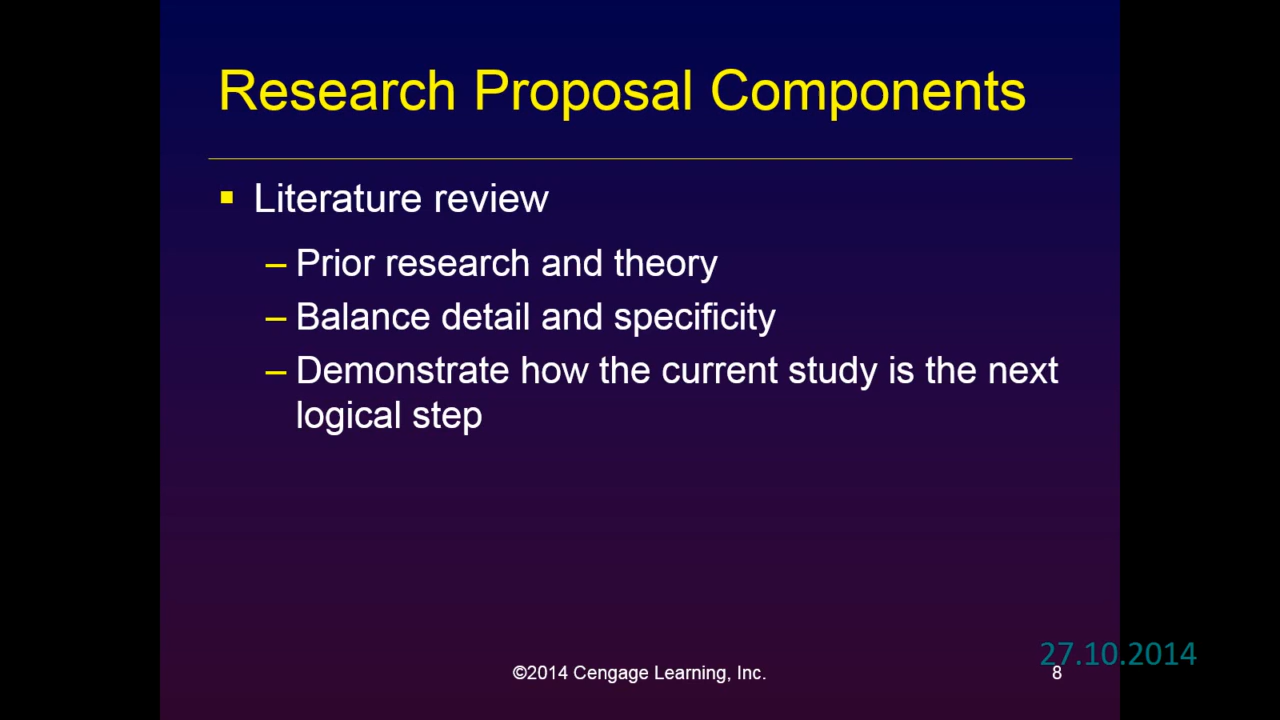 Research Proposal Components
▪ Literature review
– Prior research and theory
– Balance detail and specificity
– Demonstrate how the current study is the next
logical step
27.10.2014
©2014 Cengage Learning, Inc.
8